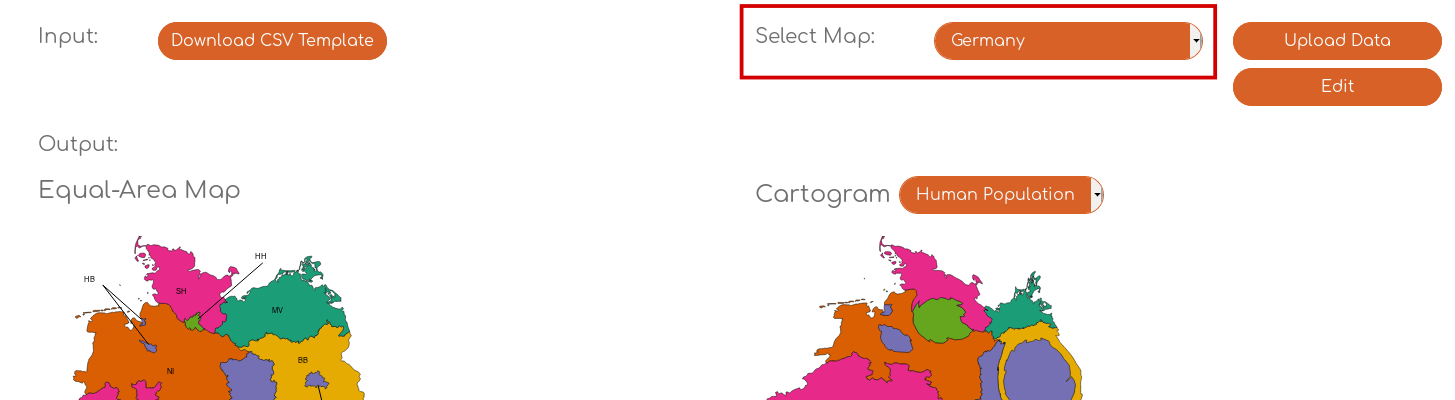 Input:
Download CSV Template
Select Map:
Germany
Upload Data
Edit
Output:
Equal-Area Map
Cartogram
Human Population
HH
HB
SH
MV
BB
NI